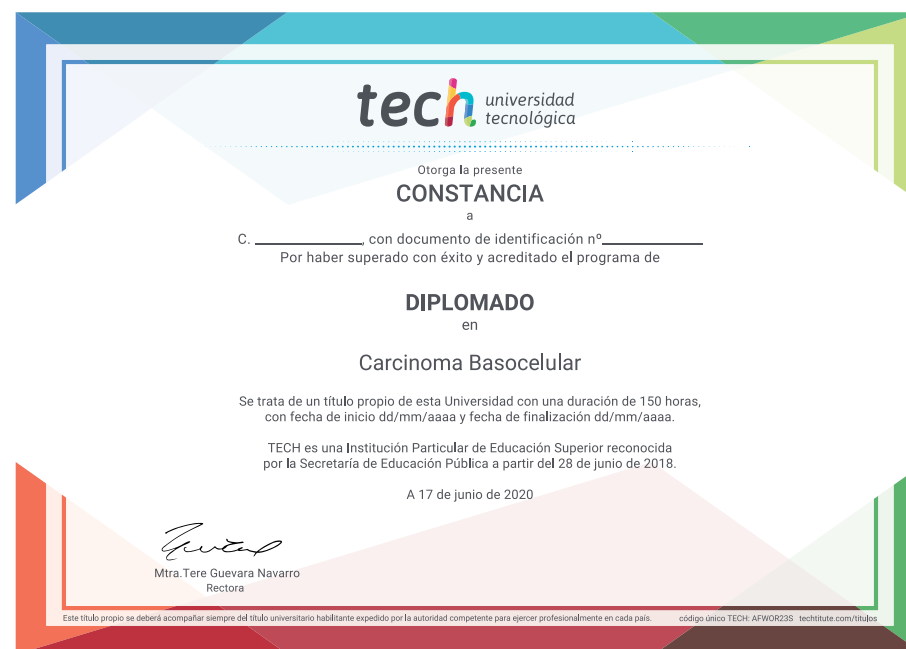 tech universidad
tecnológica
Otorga la presente
CONSTANCIA
a
C. ____________, con documento de identificación nº____________
Por haber superado con éxito y acreditado el programa de
DIPLOMADO
en
Carcinoma Basocelular
Se trata de un título propio de esta Universidad con una duración de 150 horas,
con fecha de inicio dd/mm/aaaa y fecha de finalización dd/mm/aaaa.
TECH es una Institución Particular de Educación Superior reconocida
por la Secretaría de Educación Pública a partir del 28 de junio de 2018.
A 17 de junio de 2020
Mtra.Tere Guevara Navarro
Rectora
Este título propio se deberá acompañar siempre del título universitario habilitante expedido por la autoridad competente para ejercer profesionalmente en cada país. código único TECH: AFWOR23S techtitute.com/titulos